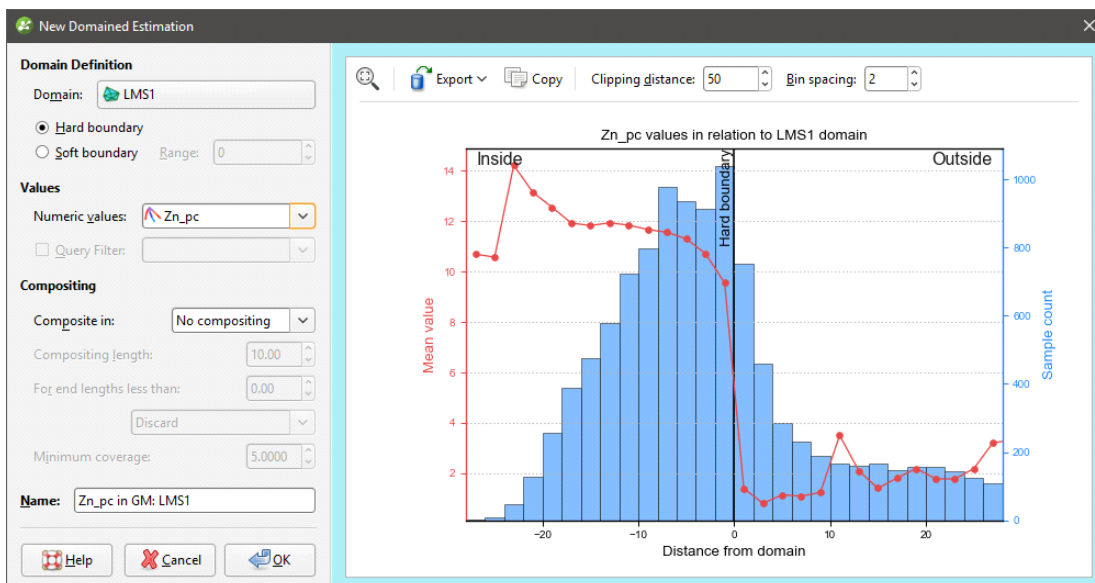 New Domained Estimation
Domain Definition
Domain: LMS1
Hard boundary
Soft boundary Range: 0
Values
Numeric values: Zn_pc
Query Filter:
Compositing
Composite in: No compositing
Compositing length: 10.00
For end lengths less than: 0.00
Discard
Minimum coverage: 5.0000
Name: Zn_pc in GM: LMS1
Help Cancel OK
Export Copy Clipping distance: 50 Bin spacing: 2
Zn_pc values in relation to LMS1 domain
Inside Outside
Hard boundary
Mean value
14
12
10
8
6
4
2
1000
800
600
400
200
0
Sample count
−20 −10 0 10 20
Distance from domain